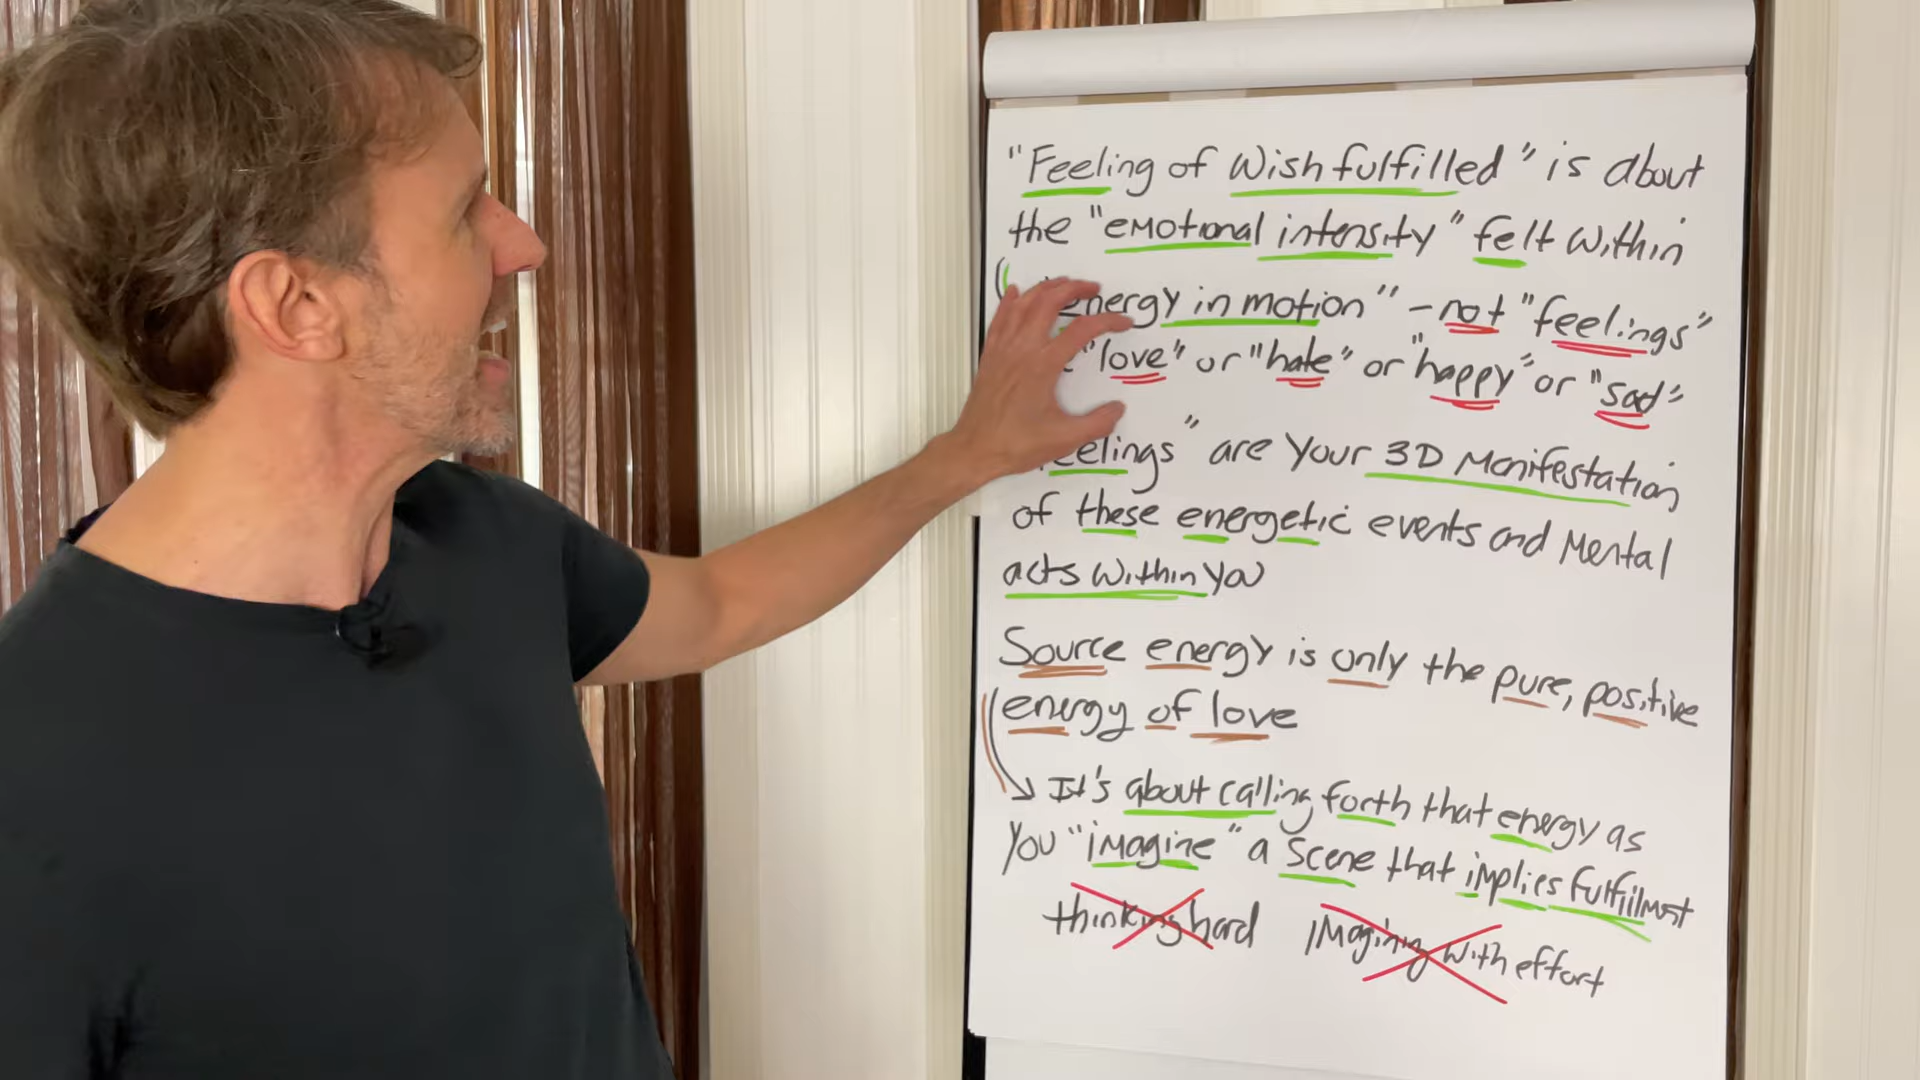 "Feeling of Wish fulfilled" is about
the "emotional intensity" felt within
energy in motion" - not "feelings"
"love" or "hate" or "happy" or "sad"
eelings" are your 3D Manifestation
of these energetic events and Mental
acts within you
Source energy is only the pure, positive
energy of love
It's about calling forth that energy as
you "imagine" a scene that implies fulfillment
thinking hard imagining with effort